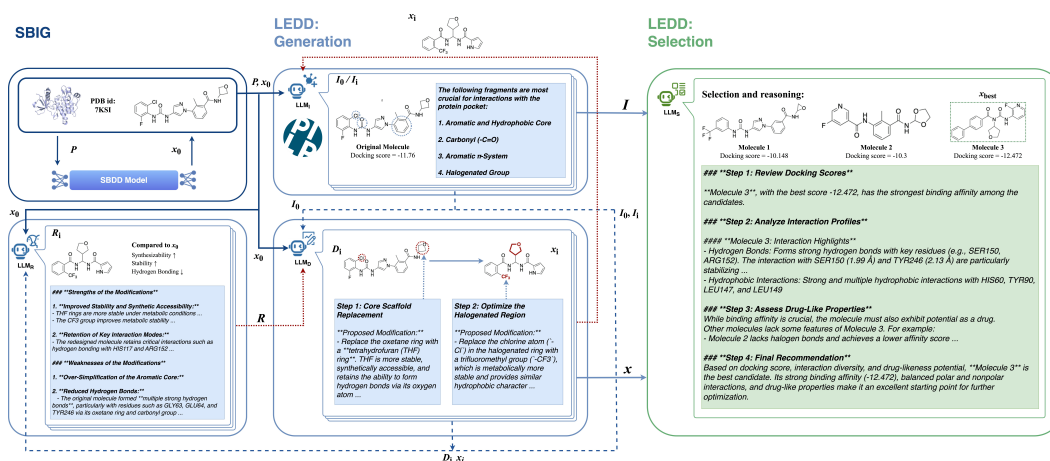 SBIG
LEDD:
Generation
LEDD:
Selection
PDB id:
7KSI
P
x0
SBDD Model
P, x0
xi
LLMI
I0 / Ii
Original Molecule
Docking score = -11.76
The following fragments are most
crucial for interactions with the
protein pocket:
1. Aromatic and Hydrophobic Core
2. Carbonyl (-C=O)
3. Aromatic π-System
4. Halogenated Group
I
I0
I0, Ii
x0
x0
LLMR
Ri
Compared to x0
Synthesizability ↑
Stability ↑
Hydrogen Bonding ↓
### **Strengths of the Modifications**
1. **Improved Stability and Synthetic Accessibility:**
- THF rings are more stable under metabolic conditions ...
- The CF3 group improves metabolic stability ...
2. **Retention of Key Interaction Modes:**
- The redesigned molecule retains critical interactions such as
hydrogen bonding with HIS117 and ARG152 ...
###**Weaknesses of the Modifications**
1. **Over-Simplification of the Aromatic Core:**
2. **Reduced Hydrogen Bonds:**
- The original molecule formed **multiple strong hydrogen
bonds**, particularly with residues such as GLY63, GLU64, and
TYR246 via its oxetane ring and carbonyl group ...
R
LLMD
Di
xi
Step 1: Core Scaffold
Replacement
**Proposed Modification:**
- Replace the oxetane ring with
a **tetrahydrofuran (THF)
ring**. THF is more stable,
synthetically accessible, and
retains the ability to form
hydrogen bonds via its oxygen
atom ...
Step 2: Optimize the
Halogenated Region
**Proposed Modification:**
- Replace the chlorine atom (`-
Cl`) in the halogenated ring with
a trifluoromethyl group (`-CF3`),
which is metabolically more
stable and provides similar
hydrophobic character ...
x
Di, xi
LLMS
Selection and reasoning:
xbest
Molecule 1
Docking score = -10.148
Molecule 2
Docking score = -10.3
Molecule 3
Docking score = -12.472
### **Step 1: Review Docking Scores**
**Molecule 3**, with the best score -12.472, has the strongest binding affinity among the
candidates.
### **Step 2: Analyze Interaction Profiles**
#### **Molecule 3: Interaction Highlights**
- Hydrogen Bonds: Forms strong hydrogen bonds with key residues (e.g., SER150,
ARG152). The interaction with SER150 (1.99 Å) and TYR246 (2.13 Å) are particularly
stabilizing ...
- Hydrophobic Interactions: Strong and multiple hydrophobic interactions with HIS60, TYR90,
LEU147, and LEU149
### **Step 3: Assess Drug-Like Properties**
While binding affinity is crucial, the molecule must also exhibit potential as a drug.
Other molecules lack some features of Molecule 3. For example:
- Molecule 2 lacks halogen bonds and achieves a lower affinity score ...
### **Step 4: Final Recommendation**
Based on docking score, interaction diversity, and drug-likeness potential, **Molecule 3** is
the best candidate. Its strong binding affinity (-12.472), balanced polar and nonpolar
interactions, and drug-like properties make it an excellent starting point for further
optimization.